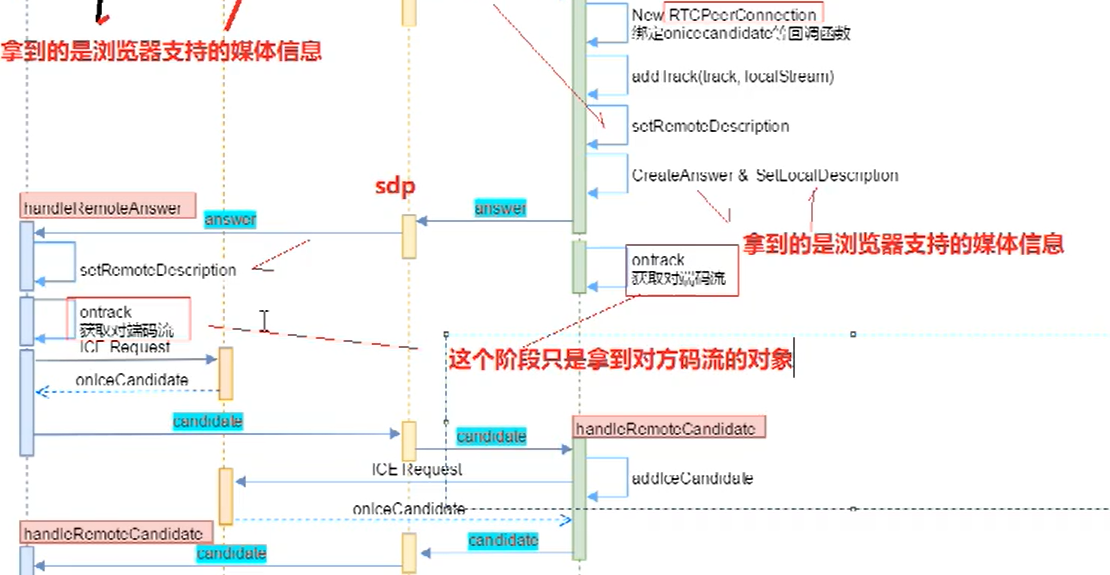 New RTCPeerConnection
绑定onicecandidate等回调函数
拿到的是浏览器支持的媒体信息
addTrack(track, localStream)
setRemoteDescription
CreateAnswer & SetLocalDescription
sdp
handleRemoteAnswer
answer
answer
拿到的是浏览器支持的媒体信息
setRemoteDescription
ontrack
获取对端码流
ontrack
获取对端码流
ICE Request
这个阶段只是拿到对方码流的对象
onIceCandidate
candidate
candidate
handleRemoteCandidate
ICE Request
addIceCandidate
onIceCandidate
handleRemoteCandidate
candidate
candidate